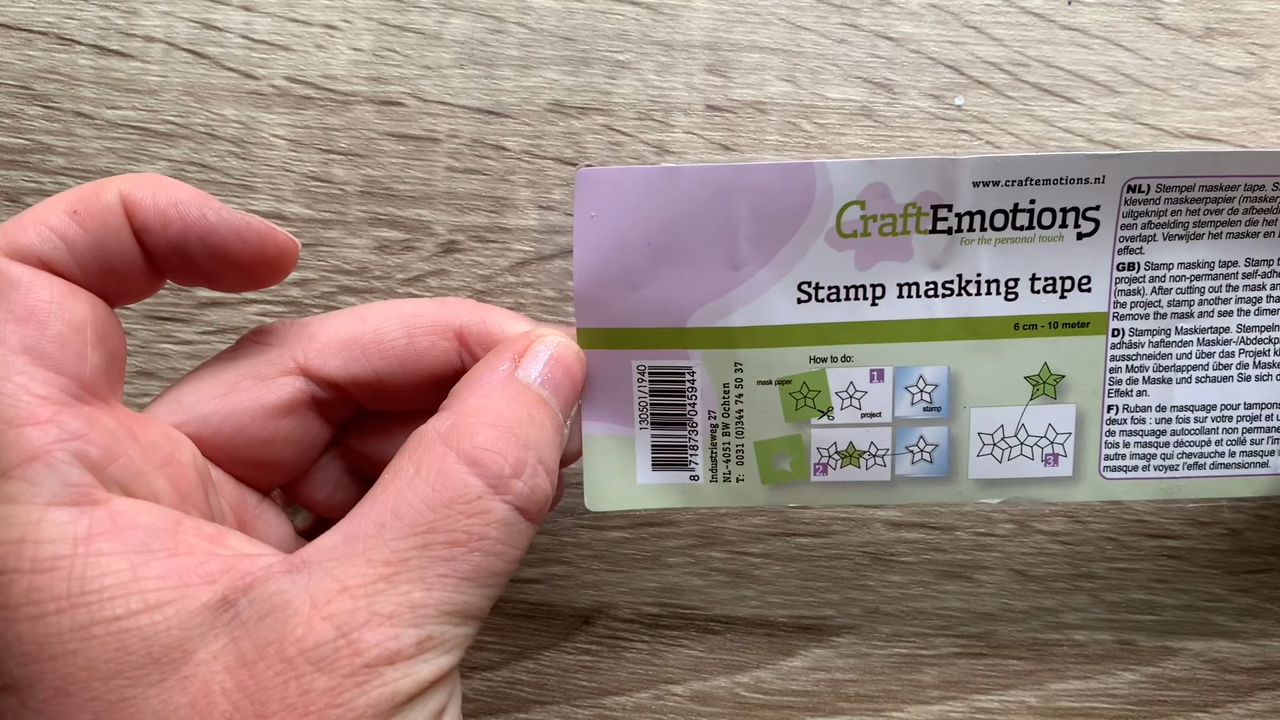 www.craftemotions.nl
CraftEmotions
For the personal touch
Stamp masking tape
6 cm - 10 meter
130501/1940
8 718736 045944
Industrieweg 27
NL-4051 BW Ochten
T: 0031 (0)344 74 50 37
How to do:
mask paper
1.
project
stamp
2.
3.
NL) Stempel maskeer tape. S
klevend maskeerpapier (masker
uitgeknipt en het over de afbeeld
een afbeelding stempelen die het
overlapt. Verwijder het masker en
effect.
GB) Stamp masking tape. Stamp t
project and non-permanent self-adh
(mask). After cutting out the mask an
the project, stamp another image tha
Remove the mask and see the dimen
D) Stamping Maskiertape. Stempeln
adhäsiv haftenden Masker-/Abdeckpa
ausschneiden und über das Projekt kl
ein Motiv überlappend über die Maske
Sie die Maske und schauen Sie sich d
Effekt an.
F) Ruban de masquage pour tampons
deux fois : une fois sur votre projet et u
de masquage autocollant non permane
fois le masque découpé et collé sur l'im
autre image qui chevauche le masque
masque et voyez l'effet dimensionnel.